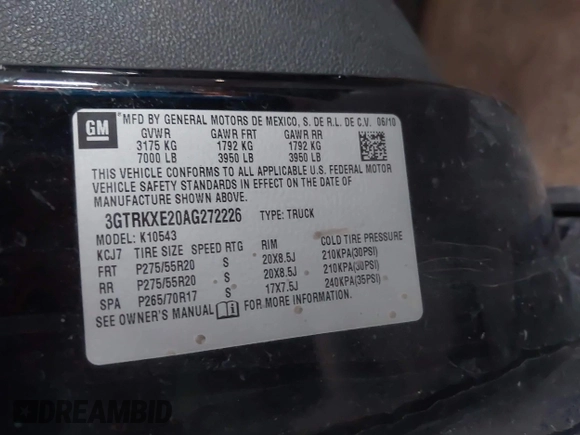 GM
MFD BY GENERAL MOTORS DE MEXICO, S. DE R.L. DE C.V. 06/10
GVWR GAWR FRT GAWR RR
3175 KG 1792 KG 1792 KG
7000 LB 3950 LB 3950 LB
THIS VEHICLE CONFORMS TO ALL APPLICABLE U.S. FEDERAL MOTOR
VEHICLE SAFETY STANDARDS IN EFFECT ON THE DATE OF
MANUFACTURE SHOWN ABOVE.
3GTRKXE20AG272226 TYPE: TRUCK
MODEL: K10543
KCJ7 TIRE SIZE SPEED RTG RIM COLD TIRE PRESSURE
FRT P275/55R20 S 20X8.5J 210KPA(30PSI)
RR P275/55R20 S 20X8.5J 210KPA(30PSI)
SPA P265/70R17 S 17X7.5J 240KPA(35PSI)
SEE OWNER'S MANUAL FOR MORE INFORMATION.
DREAMBID